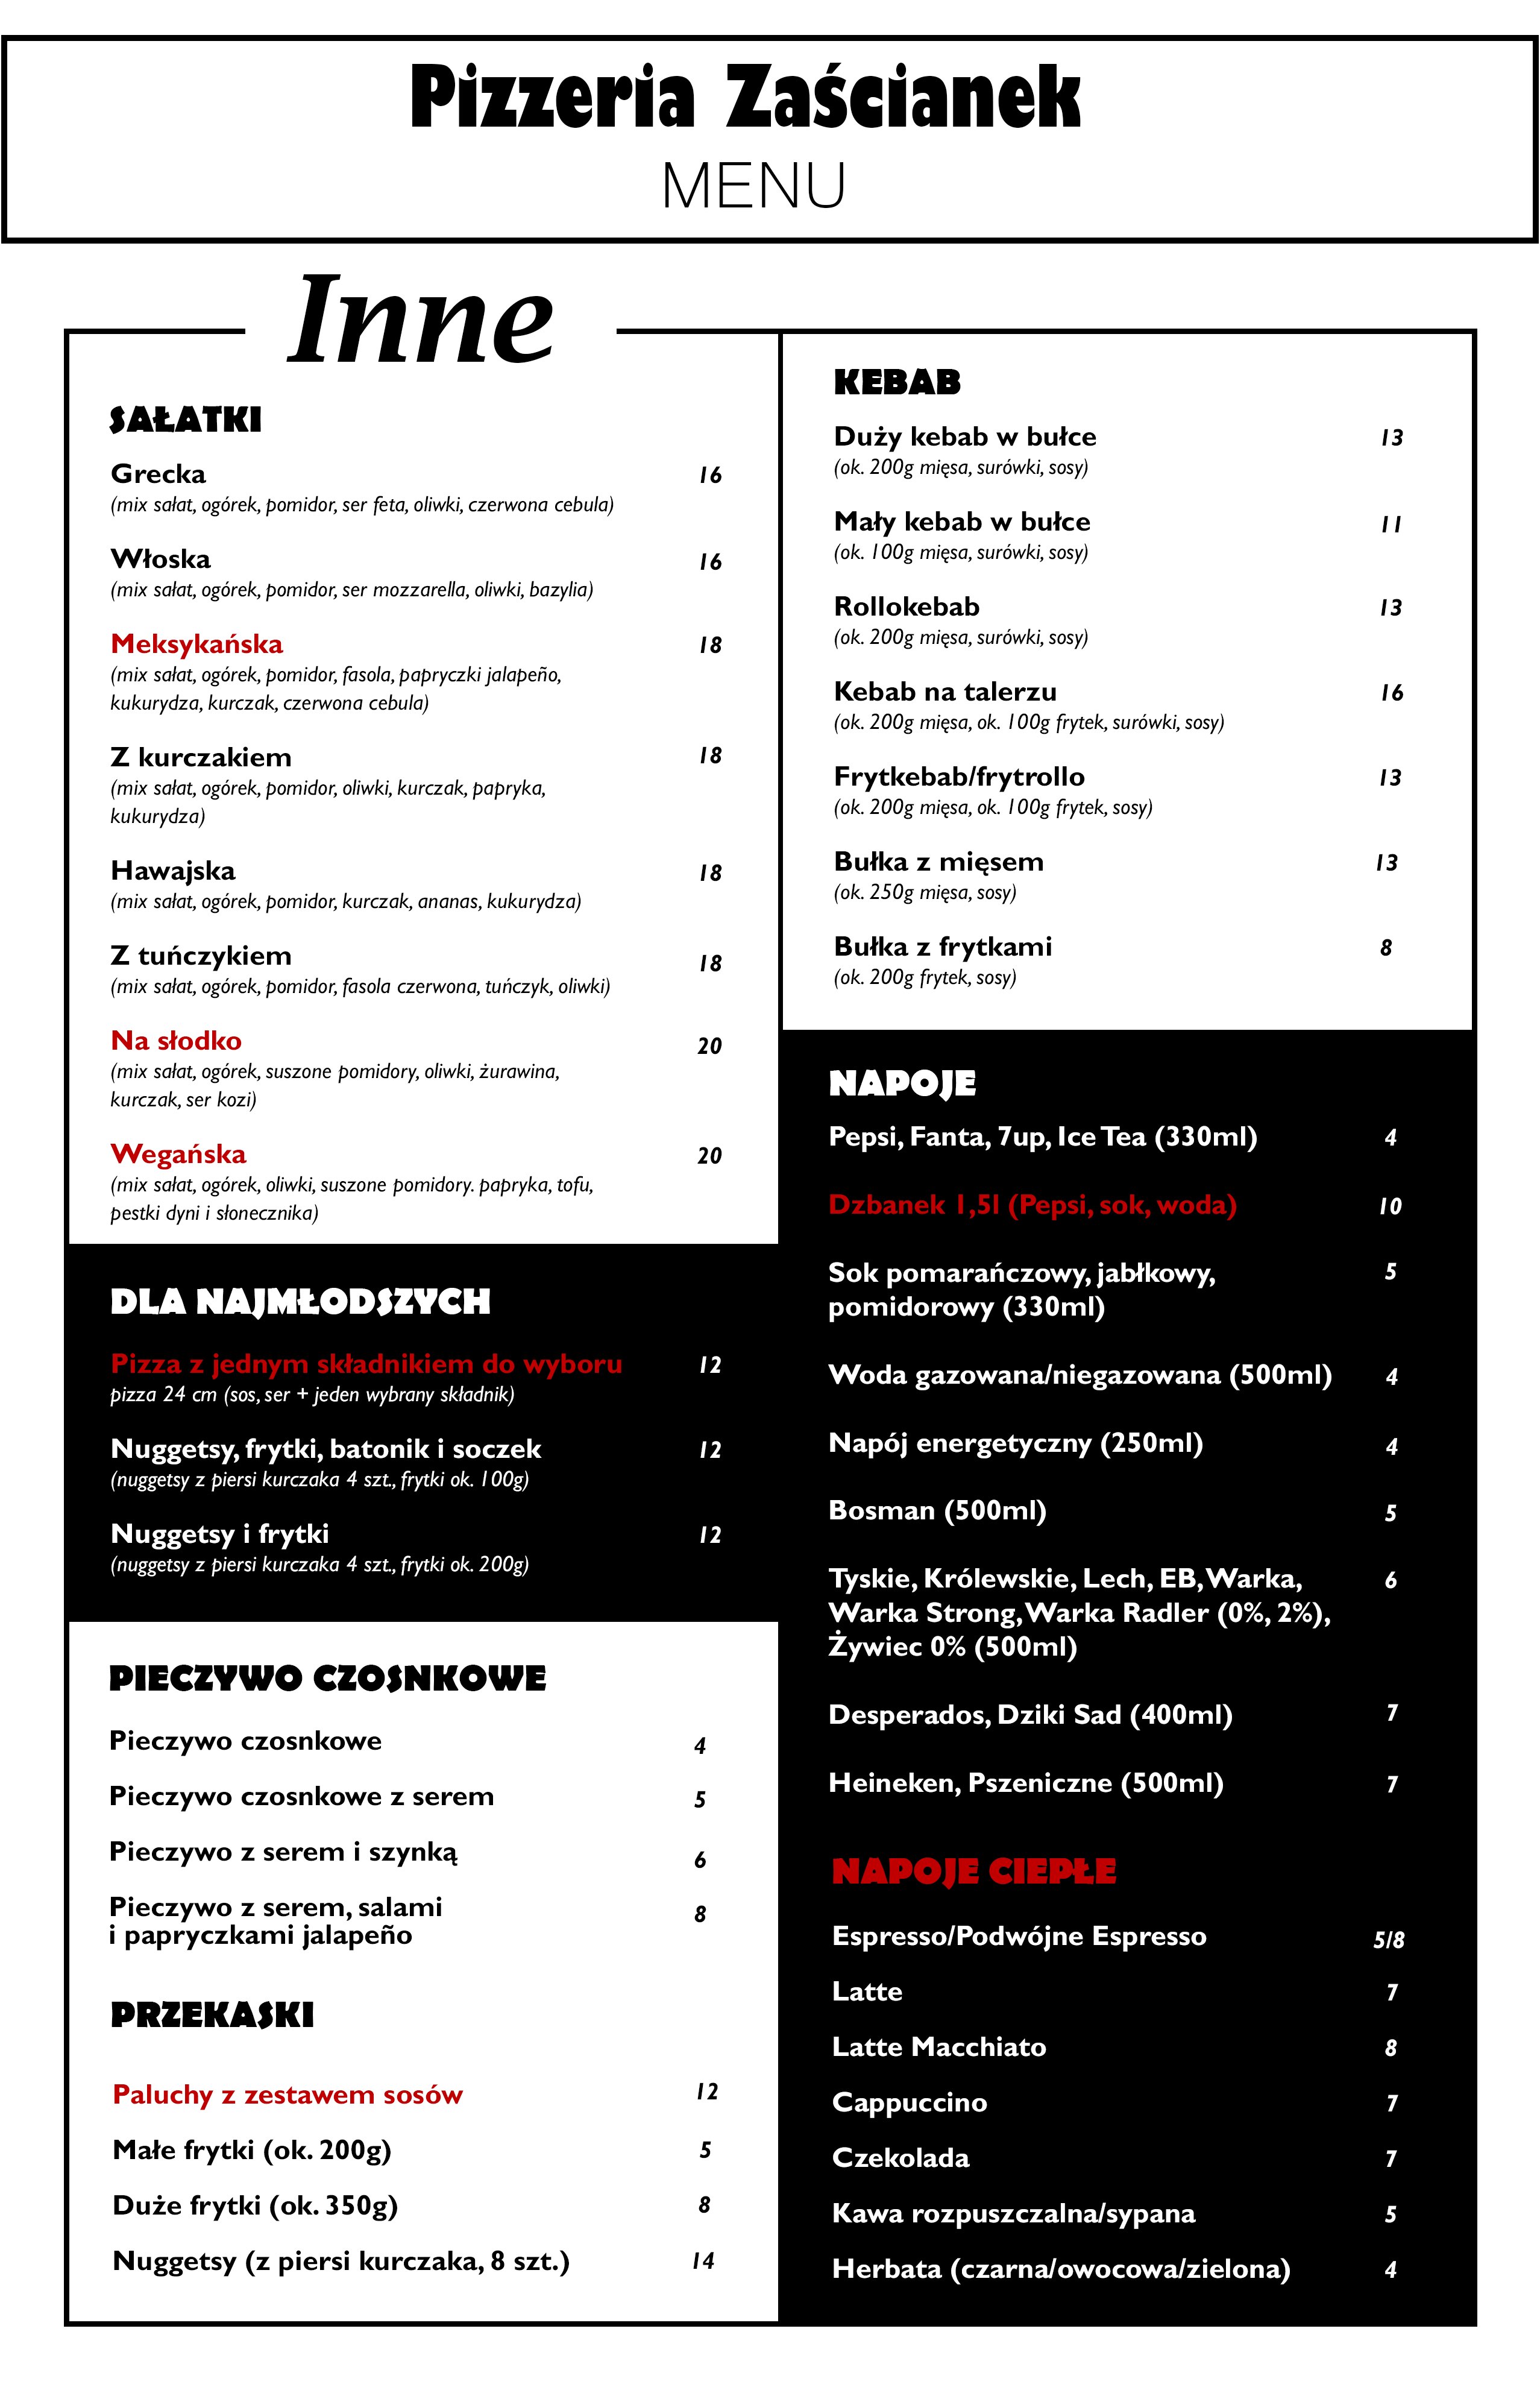 Pizzeria Zaścianek
MENU
Inne
SAŁATKI
Grecka 16
(mix sałat, ogórek, pomidor, ser feta, oliwki, czerwona cebula)
Włoska 16
(mix sałat, ogórek, pomidor, ser mozzarella, oliwki, bazylia)
Meksykańska 18
(mix sałat, ogórek, pomidor, fasola, papryczki jalapeño,
kukurydza, kurczak, czerwona cebula)
Z kurczakiem 18
(mix sałat, ogórek, pomidor, oliwki, kurczak, papryka,
kukurydza)
Hawajska 18
(mix sałat, ogórek, pomidor, kurczak, ananas, kukurydza)
Z tuńczykiem 18
(mix sałat, ogórek, pomidor, fasola czerwona, tuńczyk, oliwki)
Na słodko 20
(mix sałat, ogórek, suszone pomidory, oliwki, żurawina,
kurczak, ser kozi)
Wegańska 20
(mix sałat, ogórek, oliwki, suszone pomidory. papryka, tofu,
pestki dyni i słonecznika)
DLA NAJMŁODSZYCH
Pizza z jednym składnikiem do wyboru 12
pizza 24 cm (sos, ser + jeden wybrany składnik)
Nuggetsy, frytki, batonik i soczek 12
(nuggetsy z piersi kurczaka 4 szt., frytki ok. 100g)
Nuggetsy i frytki 12
(nuggetsy z piersi kurczaka 4 szt., frytki ok. 200g)
PIECZYWO CZOSNKOWE
Pieczywo czosnkowe 4
Pieczywo czosnkowe z serem 5
Pieczywo z serem i szynką 6
Pieczywo z serem, salami 8
i papryczkami jalapeño
PRZEKASKI
Paluchy z zestawem sosów 12
Małe frytki (ok. 200g) 5
Duże frytki (ok. 350g) 8
Nuggetsy (z piersi kurczaka, 8 szt.) 14
KEBAB
Duży kebab w bułce 13
(ok. 200g mięsa, surówki, sosy)
Mały kebab w bułce 11
(ok. 100g mięsa, surówki, sosy)
Rollokebab 13
(ok. 200g mięsa, surówki, sosy)
Kebab na talerzu 16
(ok. 200g mięsa, ok. 100g frytek, surówki, sosy)
Frytkebab/frytrollo 13
(ok. 200g mięsa, ok. 100g frytek, sosy)
Bułka z mięsem 13
(ok. 250g mięsa, sosy)
Bułka z frytkami 8
(ok. 200g frytek, sosy)
NAPOJE
Pepsi, Fanta, 7up, Ice Tea (330ml) 4
Dzbanek 1,5l (Pepsi, sok, woda) 10
Sok pomarańczowy, jabłkowy, 5
pomidorowy (330ml)
Woda gazowana/niegazowana (500ml) 4
Napój energetyczny (250ml) 4
Bosman (500ml) 5
Tyskie, Królewskie, Lech, EB, Warka, 6
Warka Strong, Warka Radler (0%, 2%),
Żywiec 0% (500ml)
Desperados, Dziki Sad (400ml) 7
Heineken, Pszeniczne (500ml) 7
NAPOJE CIEPŁE
Espresso/Podwójne Espresso 5/8
Latte 7
Latte Macchiato 8
Cappuccino 7
Czekolada 7
Kawa rozpuszczalna/sypana 5
Herbata (czarna/owocowa/zielona) 4